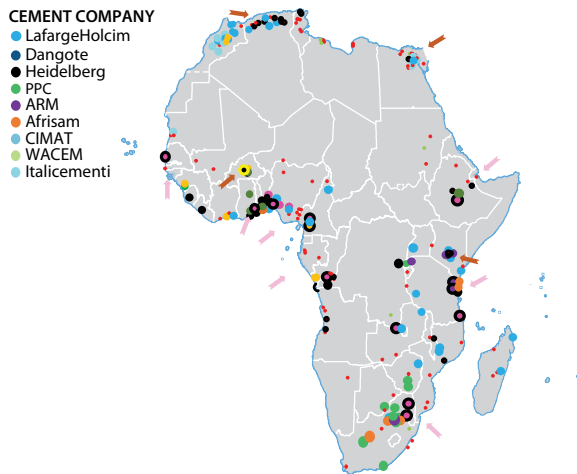 CEMENT COMPANY
LafargeHolcim
Dangote
Heidelberg
PPC
ARM
Afrisam
CIMAT
WACEM
Italicementi